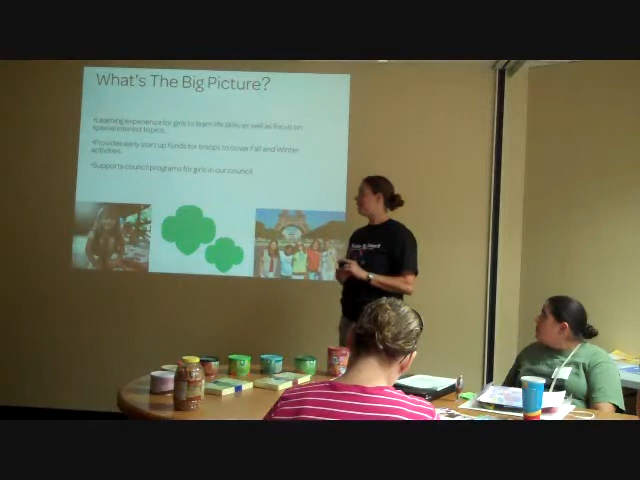 What's The Big Picture?
•Learning experience for girls to learn life skills as well as focus on
special interest topics.
•Provides early start up funds for troops to cover Fall and Winter
activities.
•Supports council programs for girls in our council